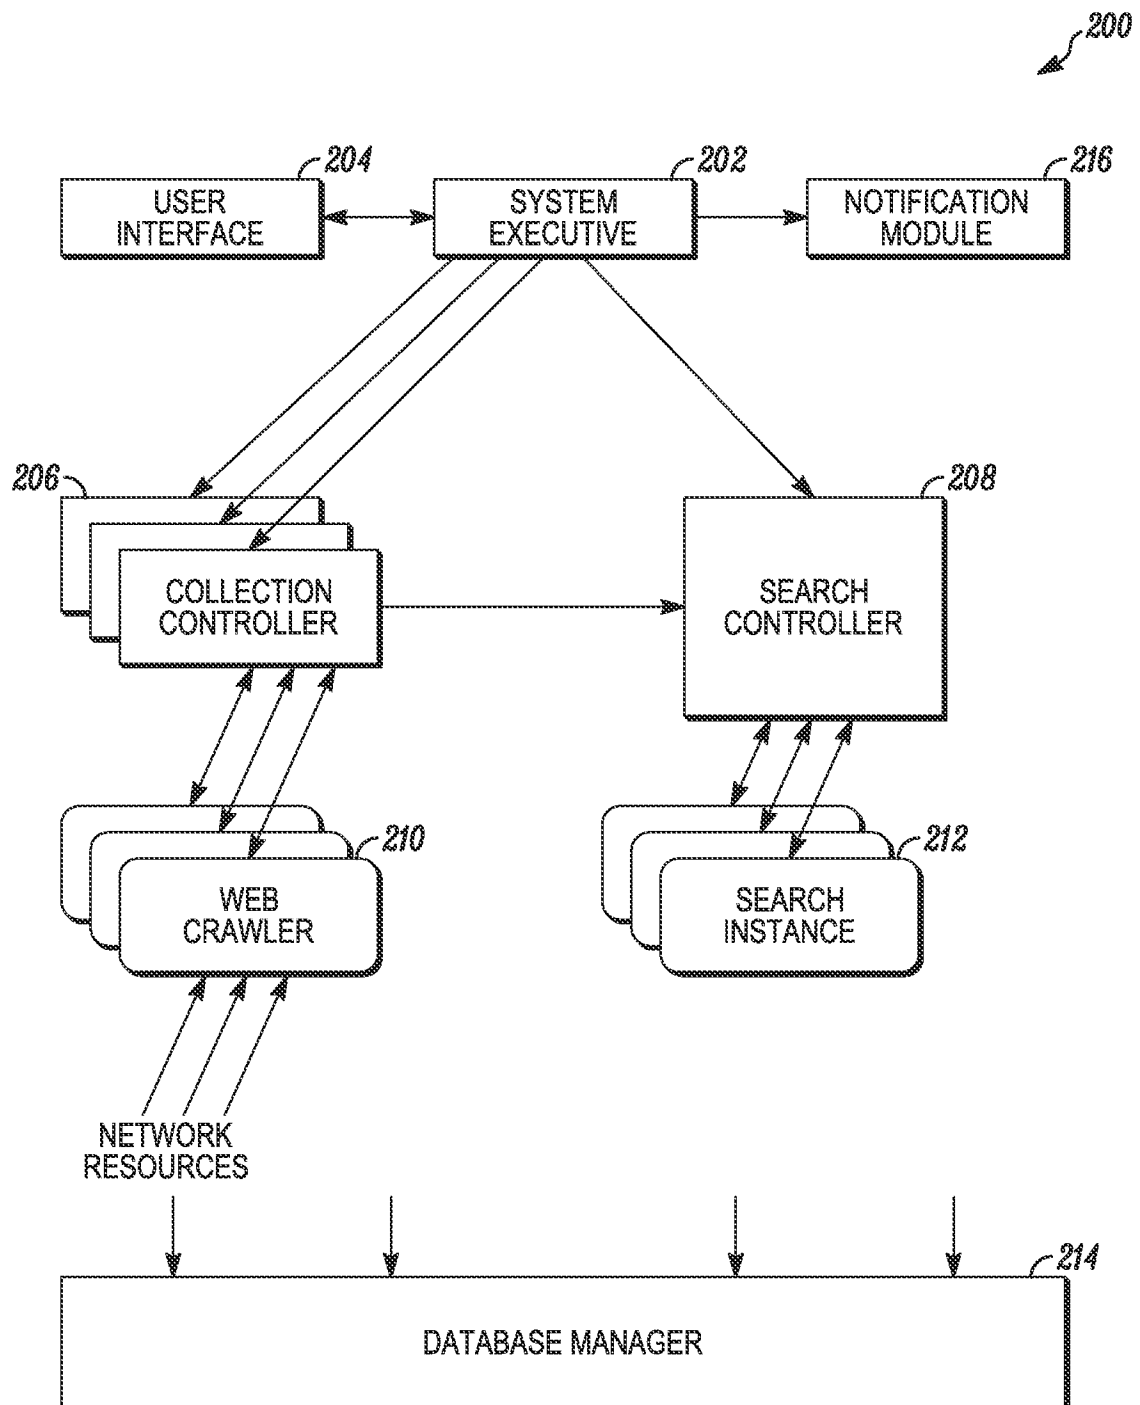 200
204
202
216
USER
INTERFACE
SYSTEM
EXECUTIVE
NOTIFICATION
MODULE
206
208
COLLECTION
CONTROLLER
SEARCH
CONTROLLER
210
212
WEB
CRAWLER
SEARCH
INSTANCE
NETWORK
RESOURCES
214
DATABASE MANAGER